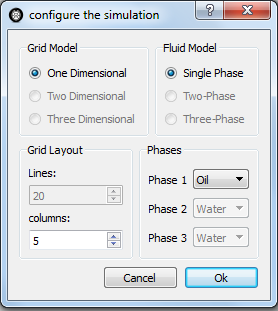 configure the simulation
?
Grid Model
One Dimensional
Two Dimensional
Three Dimensional
Fluid Model
Single Phase
Two-Phase
Three-Phase
Grid Layout
Lines:
20
columns:
5
Phases
Phase 1 Oil
Phase 2 Water
Phase 3 Water
Cancel
Ok